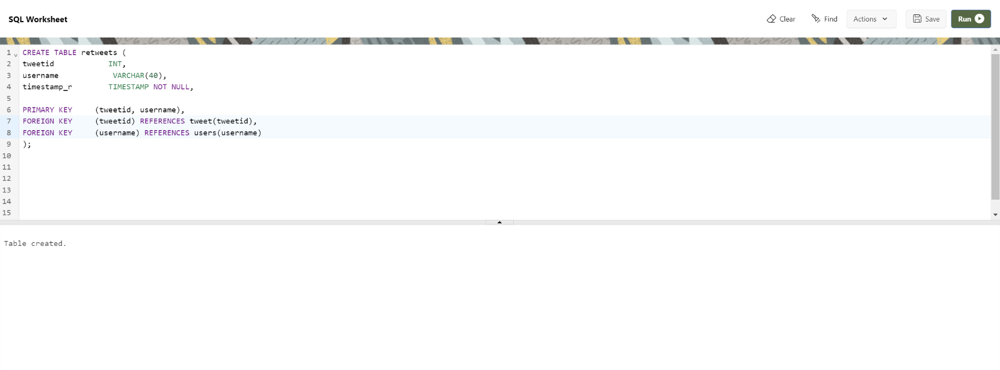 SQL Worksheet
Clear Find Actions Save Run
1 CREATE TABLE retweets (
2 tweetid INT,
3 username VARCHAR(40),
4 timestamp_r TIMESTAMP NOT NULL,
5
6 PRIMARY KEY (tweetid, username),
7 FOREIGN KEY (tweetid) REFERENCES tweet(tweetid),
8 FOREIGN KEY (username) REFERENCES users(username)
9 );
10
11
12
13
14
15
Table created.